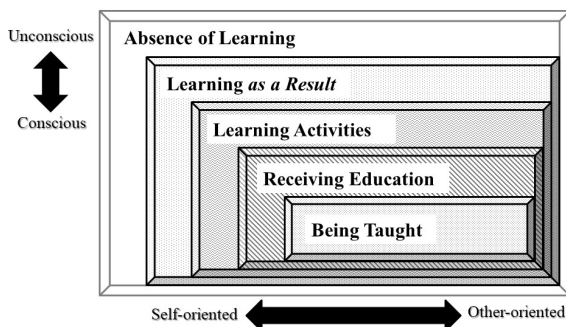 Unconscious
Absence of Learning
Learning as a Result
Conscious
Learning Activities
Receiving Education
Being Taught
Self-oriented
Other-oriented